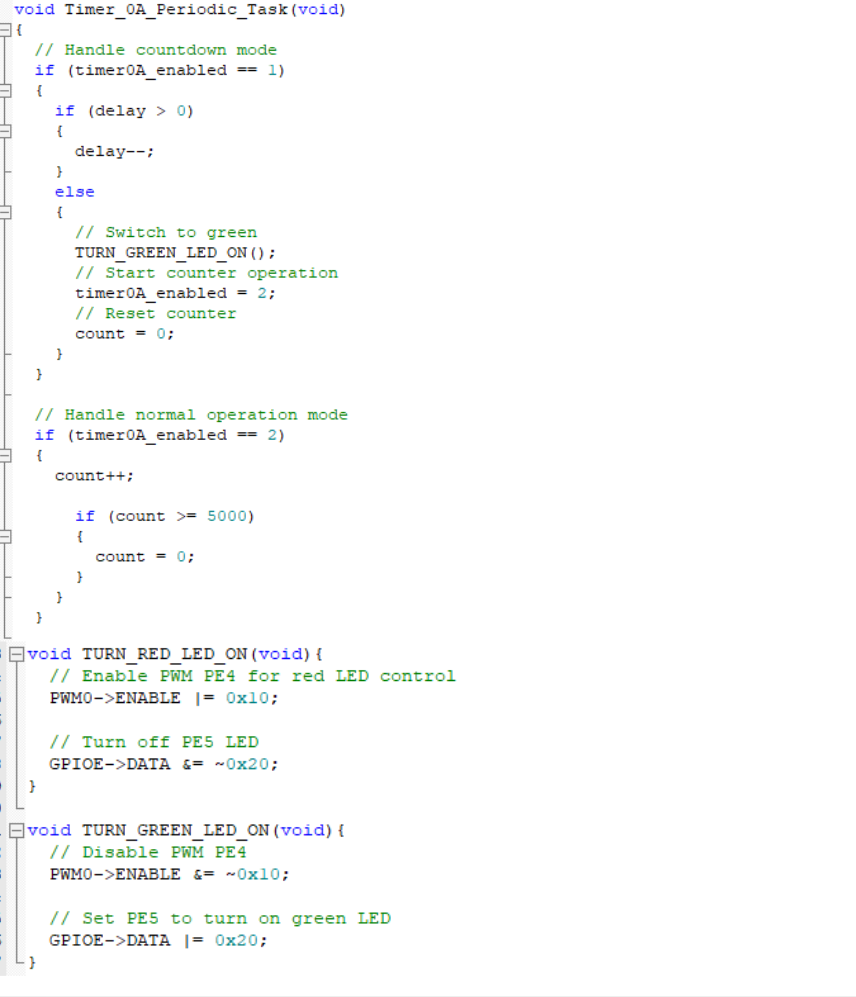 void Timer_0A_Periodic_Task(void)
{
// Handle countdown mode
if (timer0A_enabled == 1)
{
if (delay > 0)
{
delay--;
}
else
{
// Switch to green
TURN_GREEN_LED_ON();
// Start counter operation
timer0A_enabled = 2;
// Reset counter
count = 0;
}
}
// Handle normal operation mode
if (timer0A_enabled == 2)
{
count++;
if (count >= 5000)
{
count = 0;
}
}
}
void TURN_RED_LED_ON(void){
// Enable PWM PE4 for red LED control
PWM0->ENABLE |= 0x10;
// Turn off PE5 LED
GPIOE->DATA &= ~0x20;
}
void TURN_GREEN_LED_ON(void){
// Disable PWM PE4
PWM0->ENABLE &= ~0x10;
// Set PE5 to turn on green LED
GPIOE->DATA |= 0x20;
}